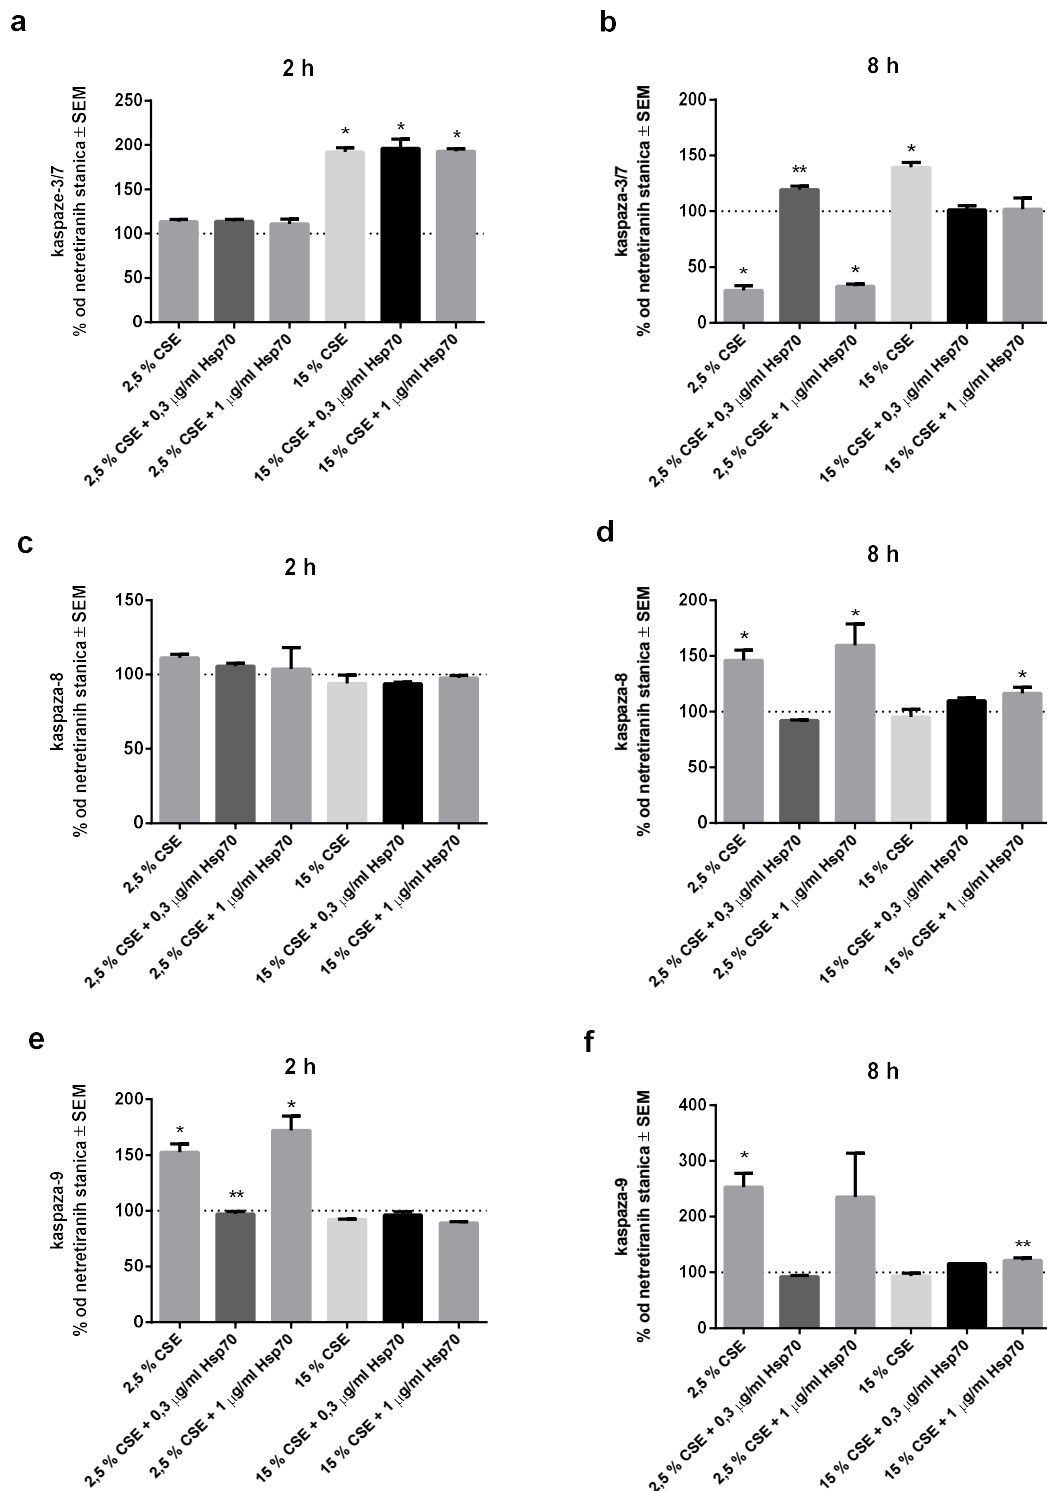 a
2 h
kaspaze-3/7
% od netretiranih stanica ± SEM
250
200
150
100
50
0
*
*
*
2,5 % CSE
2,5 % CSE + 0,3 µg/ml Hsp70
2,5 % CSE + 1 µg/ml Hsp70
15 % CSE
15 % CSE + 0,3 µg/ml Hsp70
15 % CSE + 1 µg/ml Hsp70
b
8 h
kaspaza-3/7
% od netretiranih stanica ± SEM
200
150
100
50
0
*
**
*
*
2,5 % CSE
2,5 % CSE + 0,3 µg/ml Hsp70
2,5 % CSE + 1 µg/ml Hsp70
15 % CSE
15 % CSE + 0,3 µg/ml Hsp70
15 % CSE + 1 µg/ml Hsp70
c
2 h
kaspaza-8
% od netretiranih stanica ± SEM
150
100
50
0
2,5 % CSE
2,5 % CSE + 0,3 µg/ml Hsp70
2,5 % CSE + 1 µg/ml Hsp70
15 % CSE
15 % CSE + 0,3 µg/ml Hsp70
15 % CSE + 1 µg/ml Hsp70
d
8 h
kaspaza-8
% od netretiranih stanica ± SEM
200
150
100
50
0
*
*
*
2,5 % CSE
2,5 % CSE + 0,3 µg/ml Hsp70
2,5 % CSE + 1 µg/ml Hsp70
15 % CSE
15 % CSE + 0,3 µg/ml Hsp70
15 % CSE + 1 µg/ml Hsp70
e
2 h
kaspaza-9
% od netretiranih stanica ± SEM
200
150
100
50
0
*
**
*
2,5 % CSE
2,5 % CSE + 0,3 µg/ml Hsp70
2,5 % CSE + 1 µg/ml Hsp70
15 % CSE
15 % CSE + 0,3 µg/ml Hsp70
15 % CSE + 1 µg/ml Hsp70
f
8 h
kaspaza-9
% od netretiranih stanica ± SEM
400
300
200
100
0
*
**
2,5 % CSE
2,5 % CSE + 0,3 µg/ml Hsp70
2,5 % CSE + 1 µg/ml Hsp70
15 % CSE
15 % CSE + 0,3 µg/ml Hsp70
15 % CSE + 1 µg/ml Hsp70